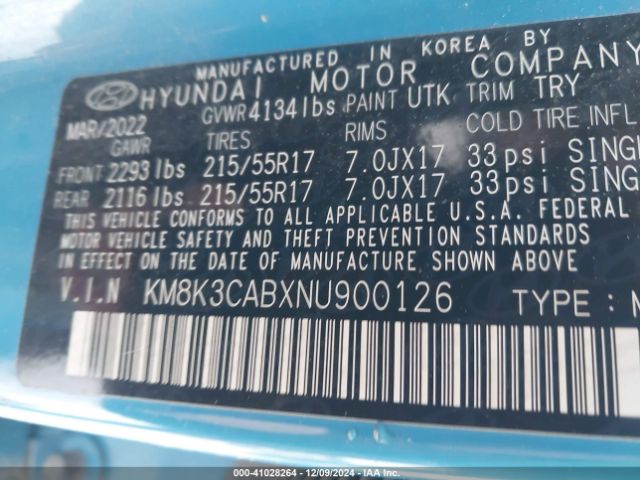 MANUFACTURED IN KOREA BY
HYUNDAI MOTOR COMPANY
MAR/2022 GVWR 4134 lbs PAINT UTK TRIM TRY
GAWR TIRES RIMS COLD TIRE INFL
FRONT 2293 lbs 215/55R17 7.0JX17 33psi SINGL
REAR 2116 lbs 215/55R17 7.0JX17 33psi SING
THIS VEHICLE CONFORMS TO ALL APPLICABLE U.S.A. FEDERAL
MOTOR VEHICLE SAFETY AND THEFT PREVENTION STANDARDS
IN EFFECT ON THE DATE OF MANUFACTURE SHOWN ABOVE.
V.I.N KM8K3CABXNU900126 TYPE : M
000-41028264 - 12/09/2024 - IAA Inc.